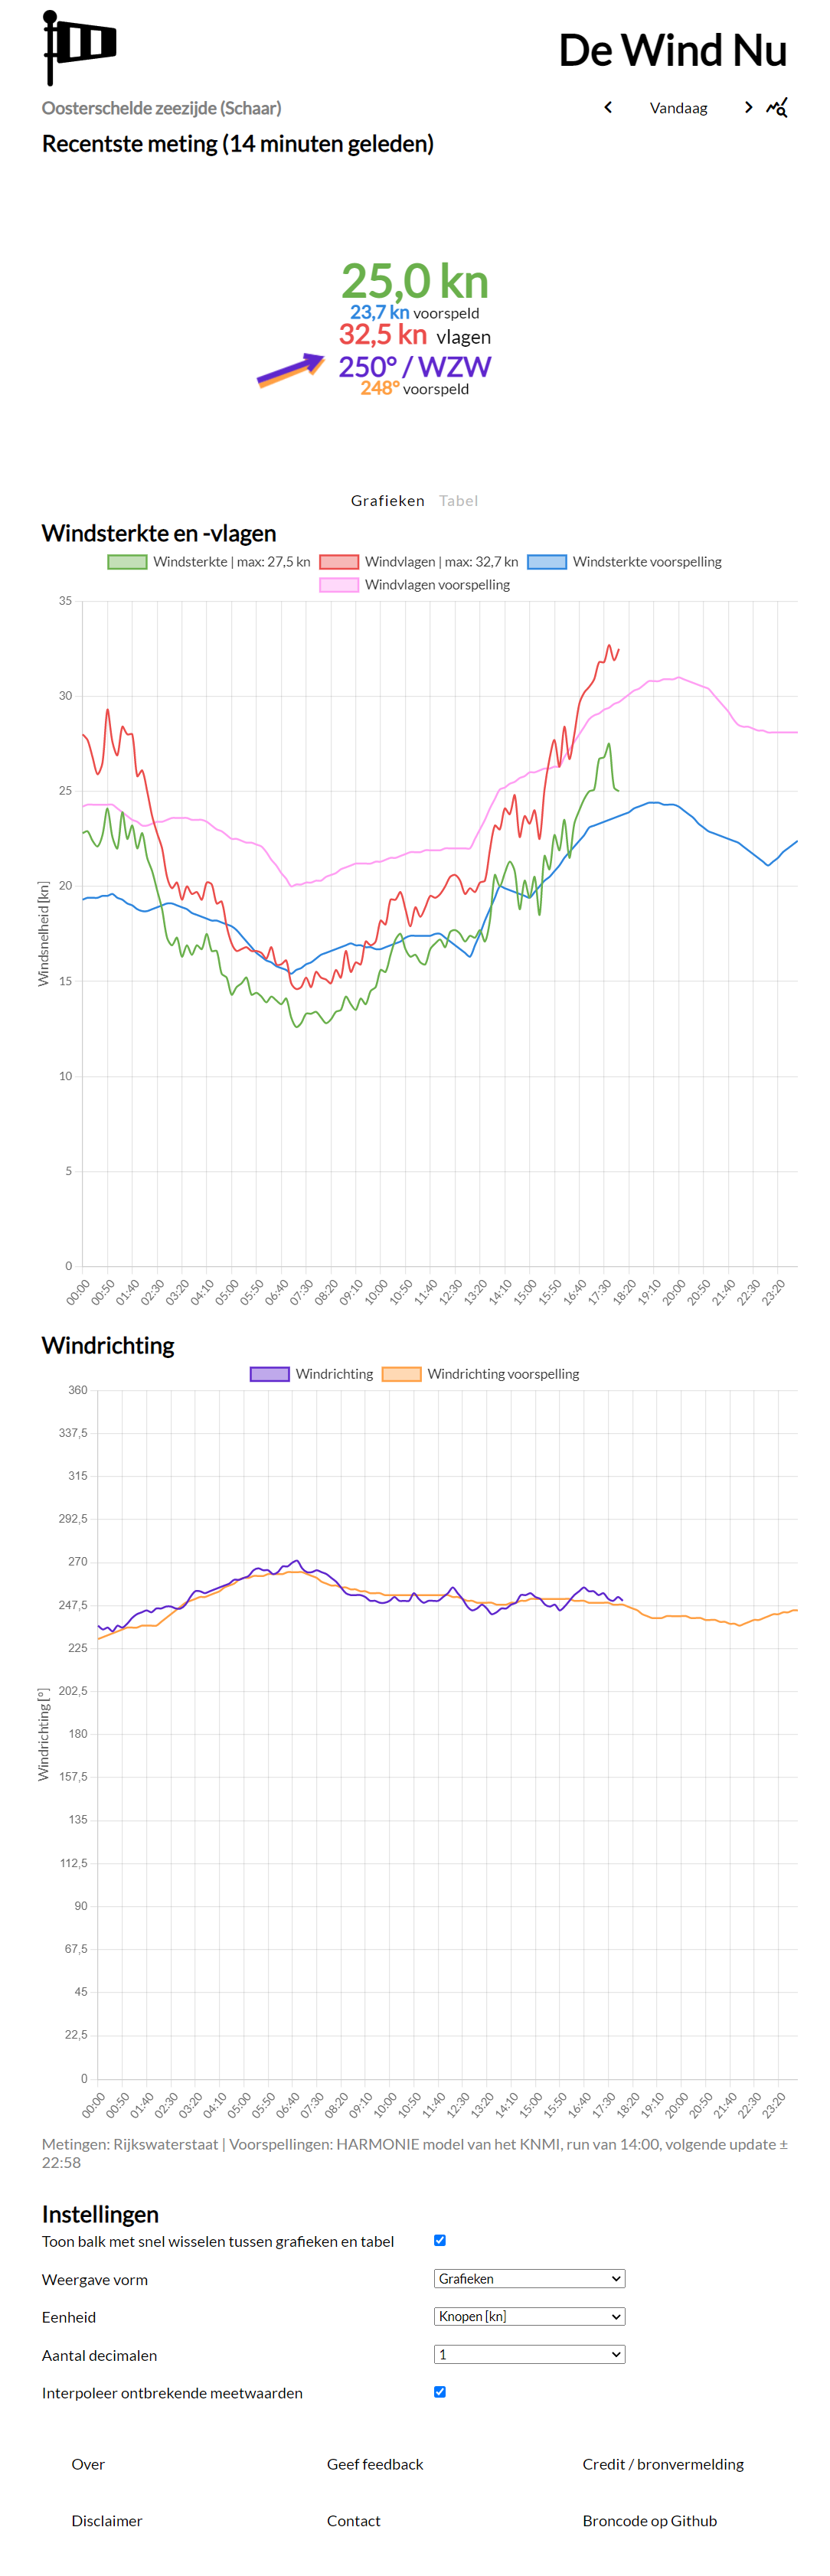 De Wind Nu
Oosterschelde zeezijde (Schaar)
Vandaag
Recentste meting (14 minuten geleden)
25,0 kn
23,7 kn voorspeld
32,5 kn vlagen
250° / WZW
248° voorspeld
Grafieken Tabel
Windsterkte en -vlagen
Windsterkte | max: 27,5 kn Windvlagen | max: 32,7 kn Windsterkte voorspelling
Windvlagen voorspelling
35
30
25
20
15
10
5
0
Windsnelheid [kn]
00:00 00:50 01:40 02:30 03:20 04:10 05:00 05:50 06:40 07:30 08:20 09:10 10:00 10:50 11:40 12:30 13:20 14:10 15:00 15:50 16:40 17:30 18:20 19:10 20:00 20:50 21:40 22:30 23:20
Windrichting
Windrichting Windrichting voorspelling
360
337,5
315
292,5
270
247,5
225
202,5
180
157,5
135
112,5
90
67,5
45
22,5
0
Windrichting [°]
00:00 00:50 01:40 02:30 03:20 04:10 05:00 05:50 06:40 07:30 08:20 09:10 10:00 10:50 11:40 12:30 13:20 14:10 15:00 15:50 16:40 17:30 18:20 19:10 20:00 20:50 21:40 22:30 23:20
Metingen: Rijkswaterstaat | Voorspellingen: HARMONIE model van het KNMI, run van 14:00, volgende update ±
22:58
Instellingen
Toon balk met snel wisselen tussen grafieken en tabel
Weergave vorm Grafieken
Eenheid Knopen [kn]
Aantal decimalen 1
Interpoleer ontbrekende meetwaarden
Over Geef feedback Credit / bronvermelding
Disclaimer Contact Broncode op Github